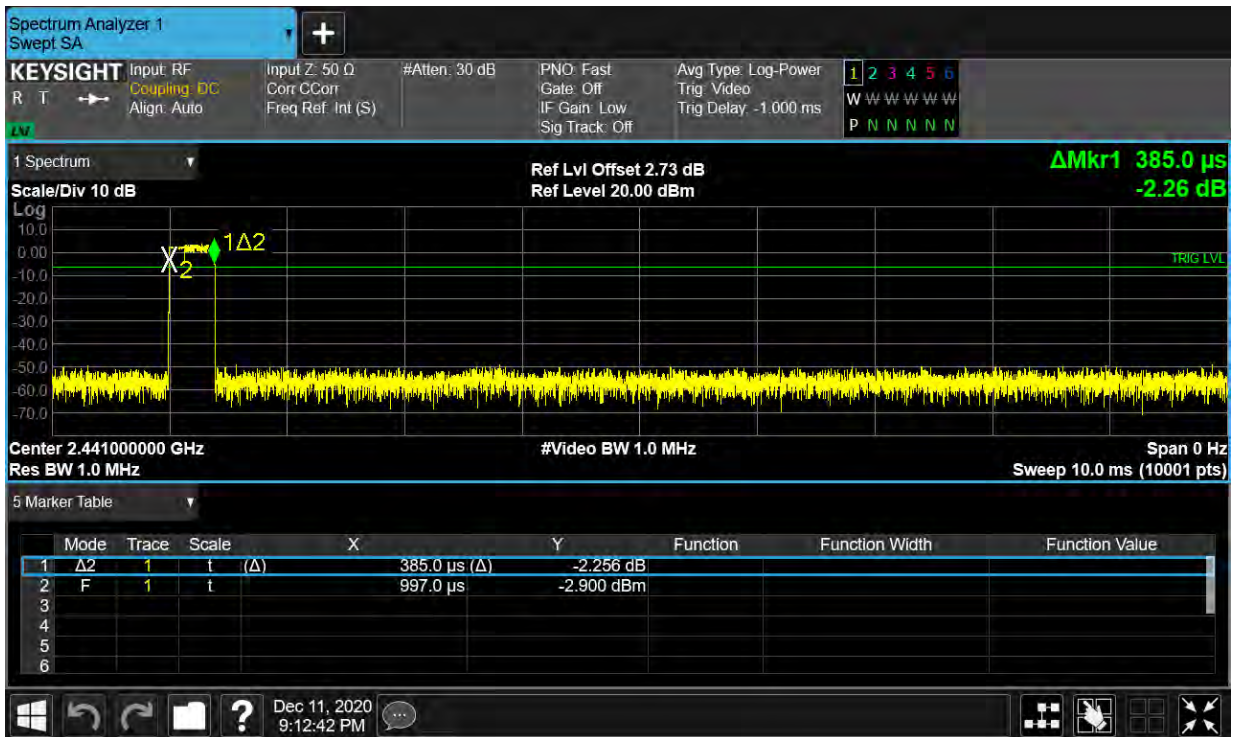 Spectrum Analyzer 1
Swept SA
+
KEYSIGHT Input: RF Input Z: 50 Ω #Atten: 30 dB PNO: Fast Avg Type: Log-Power 1 2 3 4 5 6
R T Coupling: DC Corr CCorr Gate: Off Trig: Video W W W W W W
Align: Auto Freq Ref: Int (S) IF Gain: Low Trig Delay: -1.000 ms
Sig Track: Off P N N N N N
1 Spectrum Ref Lvl Offset 2.73 dB ΔMkr1 385.0 µs
Scale/Div 10 dB Ref Level 20.00 dBm -2.26 dB
Log
10.0
1Δ2
0.00
X2
TRIG LVL
-10.0
-20.0
-30.0
-40.0
-50.0
-60.0
-70.0
Center 2.441000000 GHz #Video BW 1.0 MHz Span 0 Hz
Res BW 1.0 MHz Sweep 10.0 ms (10001 pts)
5 Marker Table
Mode Trace Scale X Y Function Function Width Function Value
1 Δ2 1 t (Δ) 385.0 µs (Δ) -2.256 dB
2 F 1 t 997.0 µs -2.900 dBm
3
4
5
6
? Dec 11, 2020
9:12:42 PM